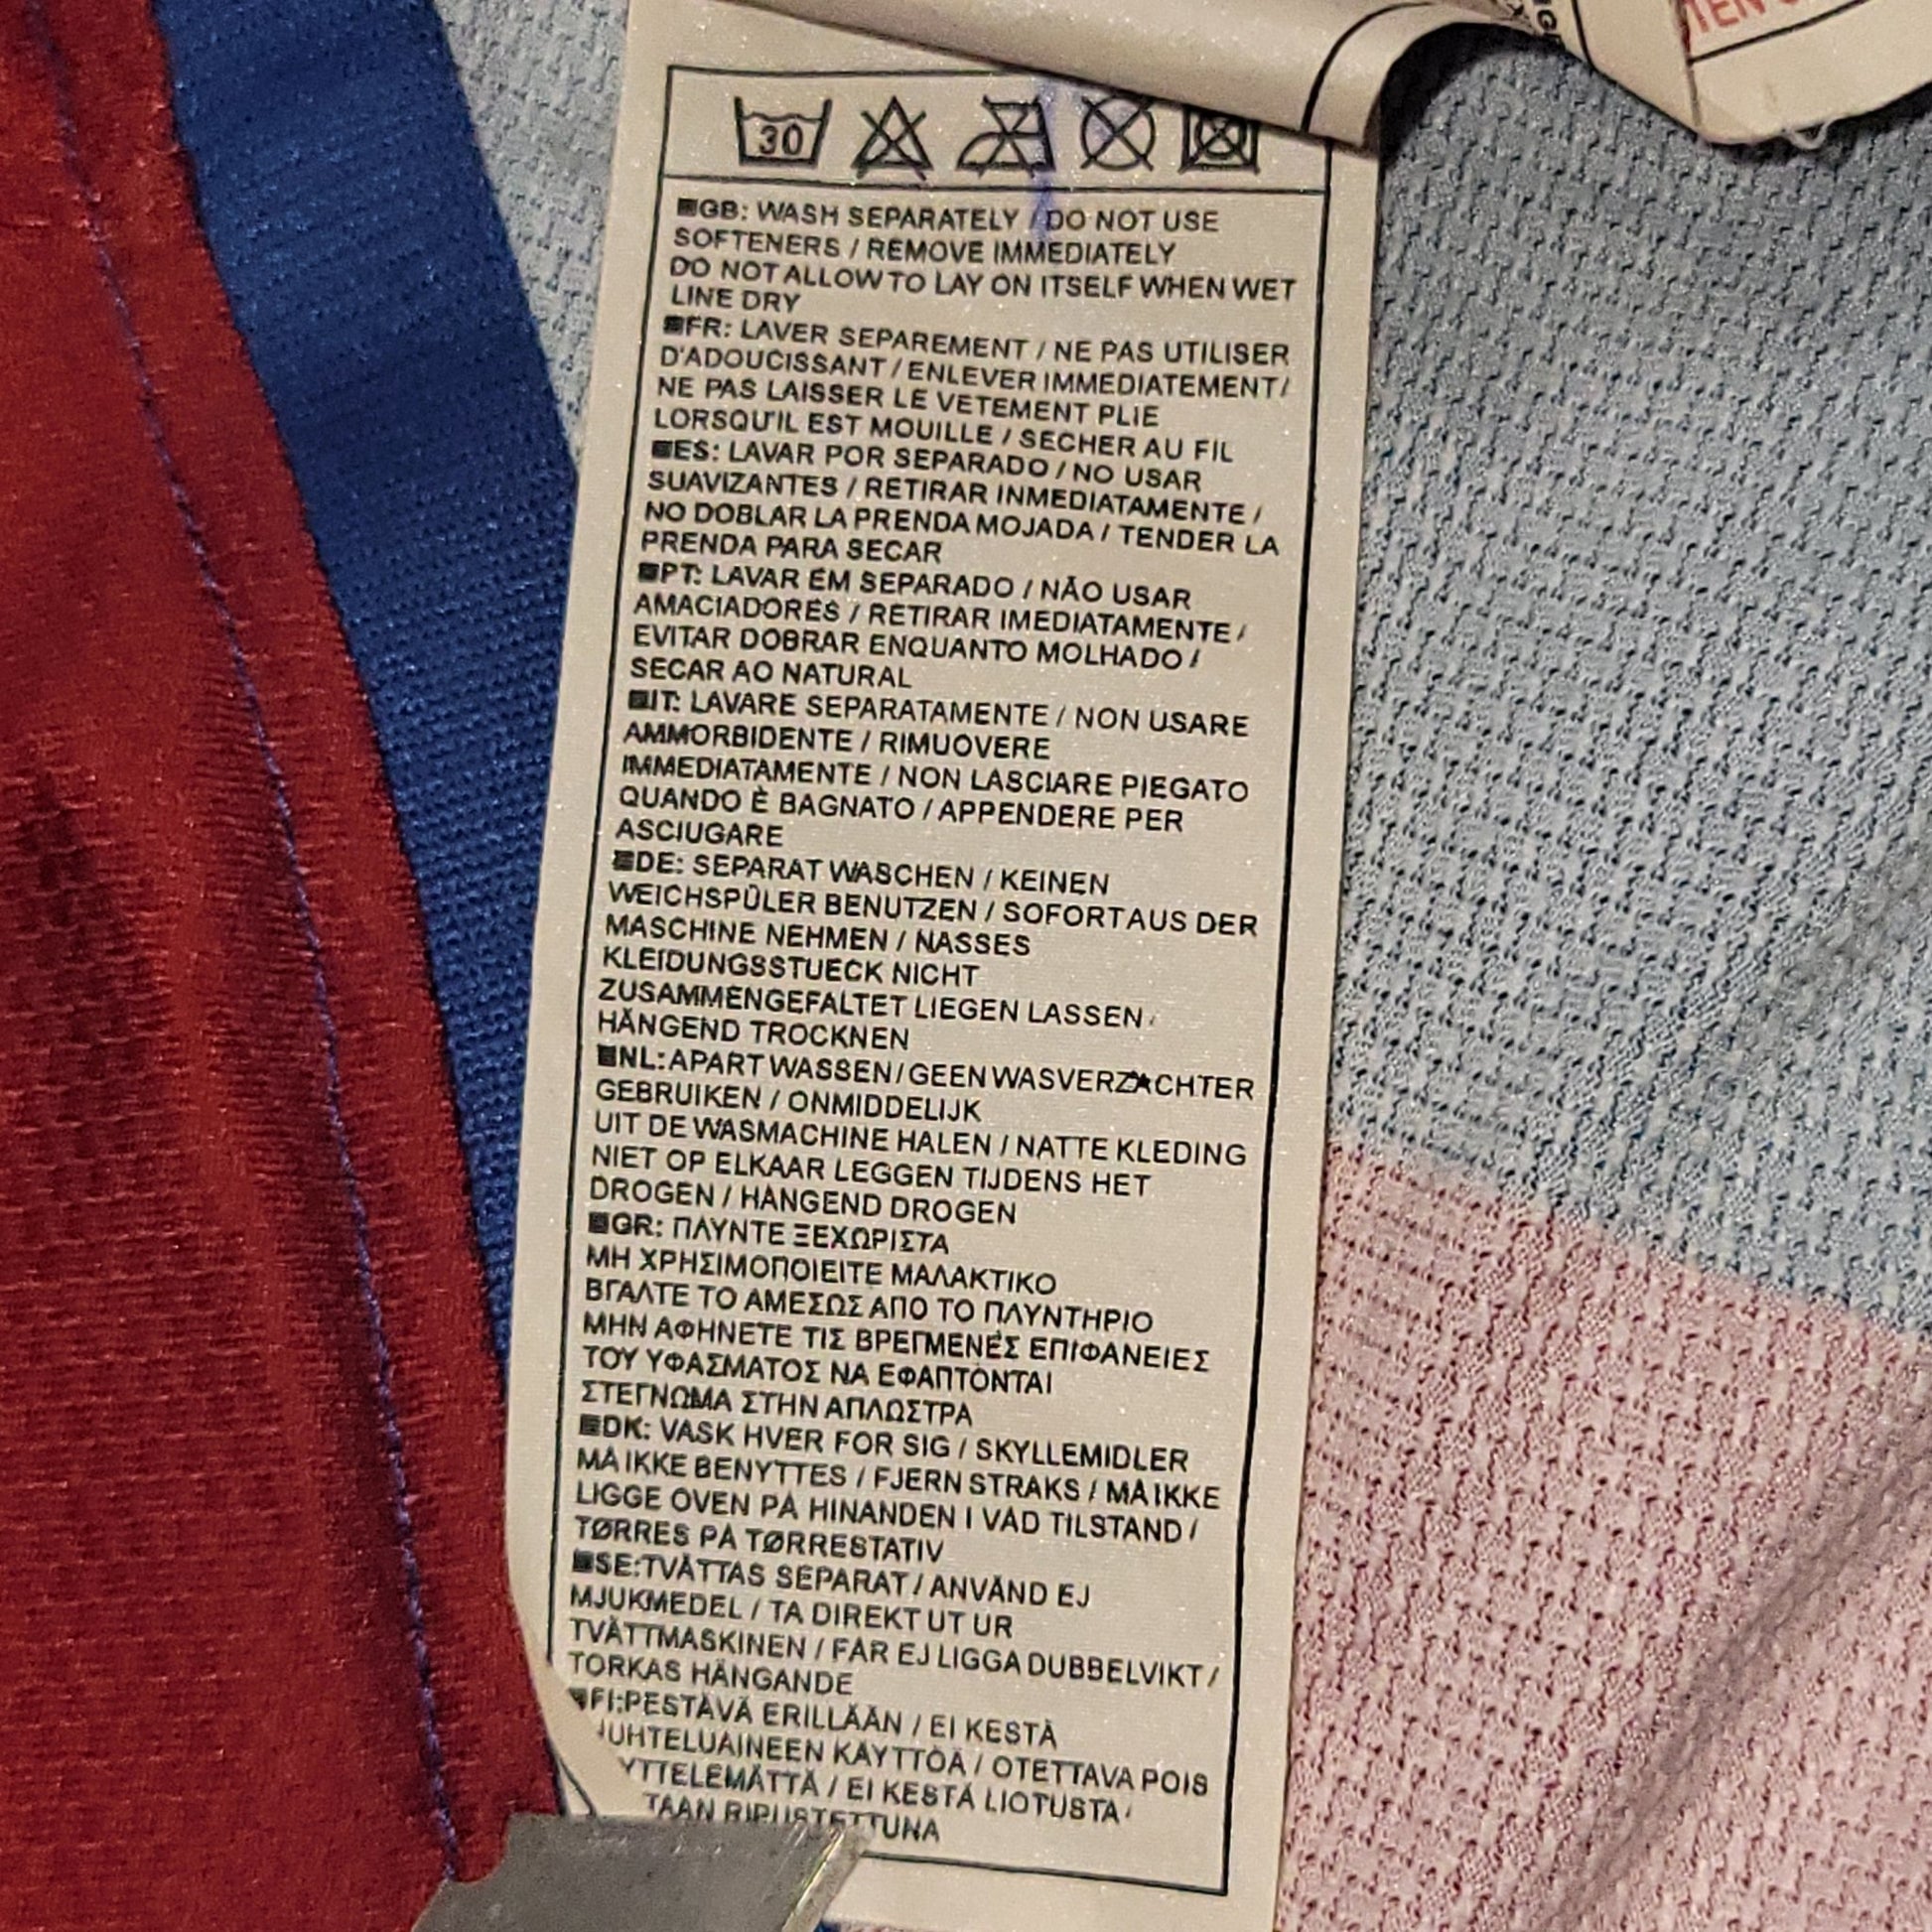 30
GB: WASH SEPARATELY / DO NOT USE
SOFTENERS / REMOVE IMMEDIATELY
DO NOT ALLOW TO LAY ON ITSELF WHEN WET
LINE DRY
FR: LAVER SEPAREMENT / NE PAS UTILISER
D'ADOUCISSANT / ENLEVER IMMEDIATEMENT /
NE PAS LAISSER LE VETEMENT PLIE
LORSQU'IL EST MOUILLE / SECHER AU FIL
ES: LAVAR POR SEPARADO / NO USAR
SUAVIZANTES / RETIRAR INMEDIATAMENTE /
NO DOBLAR LA PRENDA MOJADA / TENDER LA
PRENDA PARA SECAR
PT: LAVAR EM SEPARADO / NÃO USAR
AMACIADORES / RETIRAR IMEDIATAMENTE /
EVITAR DOBRAR ENQUANTO MOLHADO /
SECAR AO NATURAL
IT: LAVARE SEPARATAMENTE / NON USARE
AMMORBIDENTE / RIMUOVERE
IMMEDIATAMENTE / NON LASCIARE PIEGATO
QUANDO È BAGNATO / APPENDERE PER
ASCIUGARE
DE: SEPARAT WASCHEN / KEINEN
WEICHSPÜLER BENUTZEN / SOFORT AUS DER
MASCHINE NEHMEN / NASSES
KLEIDUNGSSTUECK NICHT
ZUSAMMENGEFALTET LIEGEN LASSEN /
HÄNGEND TROCKNEN
NL: APART WASSEN / GEEN WASVERZACHTER
GEBRUIKEN / ONMIDDELIJK
UIT DE WASMACHINE HALEN / NATTE KLEDING
NIET OP ELKAAR LEGGEN TIJDENS HET
DROGEN / HANGEND DROGEN
GR: ΠΛΥΝΤΕ ΞΕΧΩΡΙΣΤΑ
ΜΗ ΧΡΗΣΙΜΟΠΟΙΕΙΤΕ ΜΑΛΑΚΤΙΚΟ
ΒΓΑΛΤΕ ΤΟ ΑΜΕΣΩΣ ΑΠΟ ΤΟ ΠΛΥΝΤΗΡΙΟ
ΜΗΝ ΑΦΗΝΕΤΕ ΤΙΣ ΒΡΕΓΜΕΝΕΣ ΕΠΙΦΑΝΕΙΕΣ
ΤΟΥ ΥΦΑΣΜΑΤΟΣ ΝΑ ΕΦΑΠΤΟΝΤΑΙ
ΣΤΕΓΝΩΜΑ ΣΤΗΝ ΑΠΛΩΣΤΡΑ
DK: VASK HVER FOR SIG / SKYLLEMIDLER
MÅ IKKE BENYTTES / FJERN STRAKS / MÅ IKKE
LIGGE OVEN PÅ HINANDEN I VÅD TILSTAND /
TØRRES PÅ TØRRESTATIV
SE:TVÄTTAS SEPARAT / ANVÄND EJ
MJUKMEDEL / TA DIREKT UT UR
TVÄTTMASKINEN / FÅR EJ LIGGA DUBBELVIKT /
TORKAS HÄNGANDE
FI:PESTÄVÄ ERILLÄÄN / EI KESTÄ
UHTELUAINEEN KÄYTTÖÄ / OTETTAVA POIS
YTTELEMÄTTÄ / EI KESTÄ LIOTUSTA /
TAAN RIPUSTETTUNA